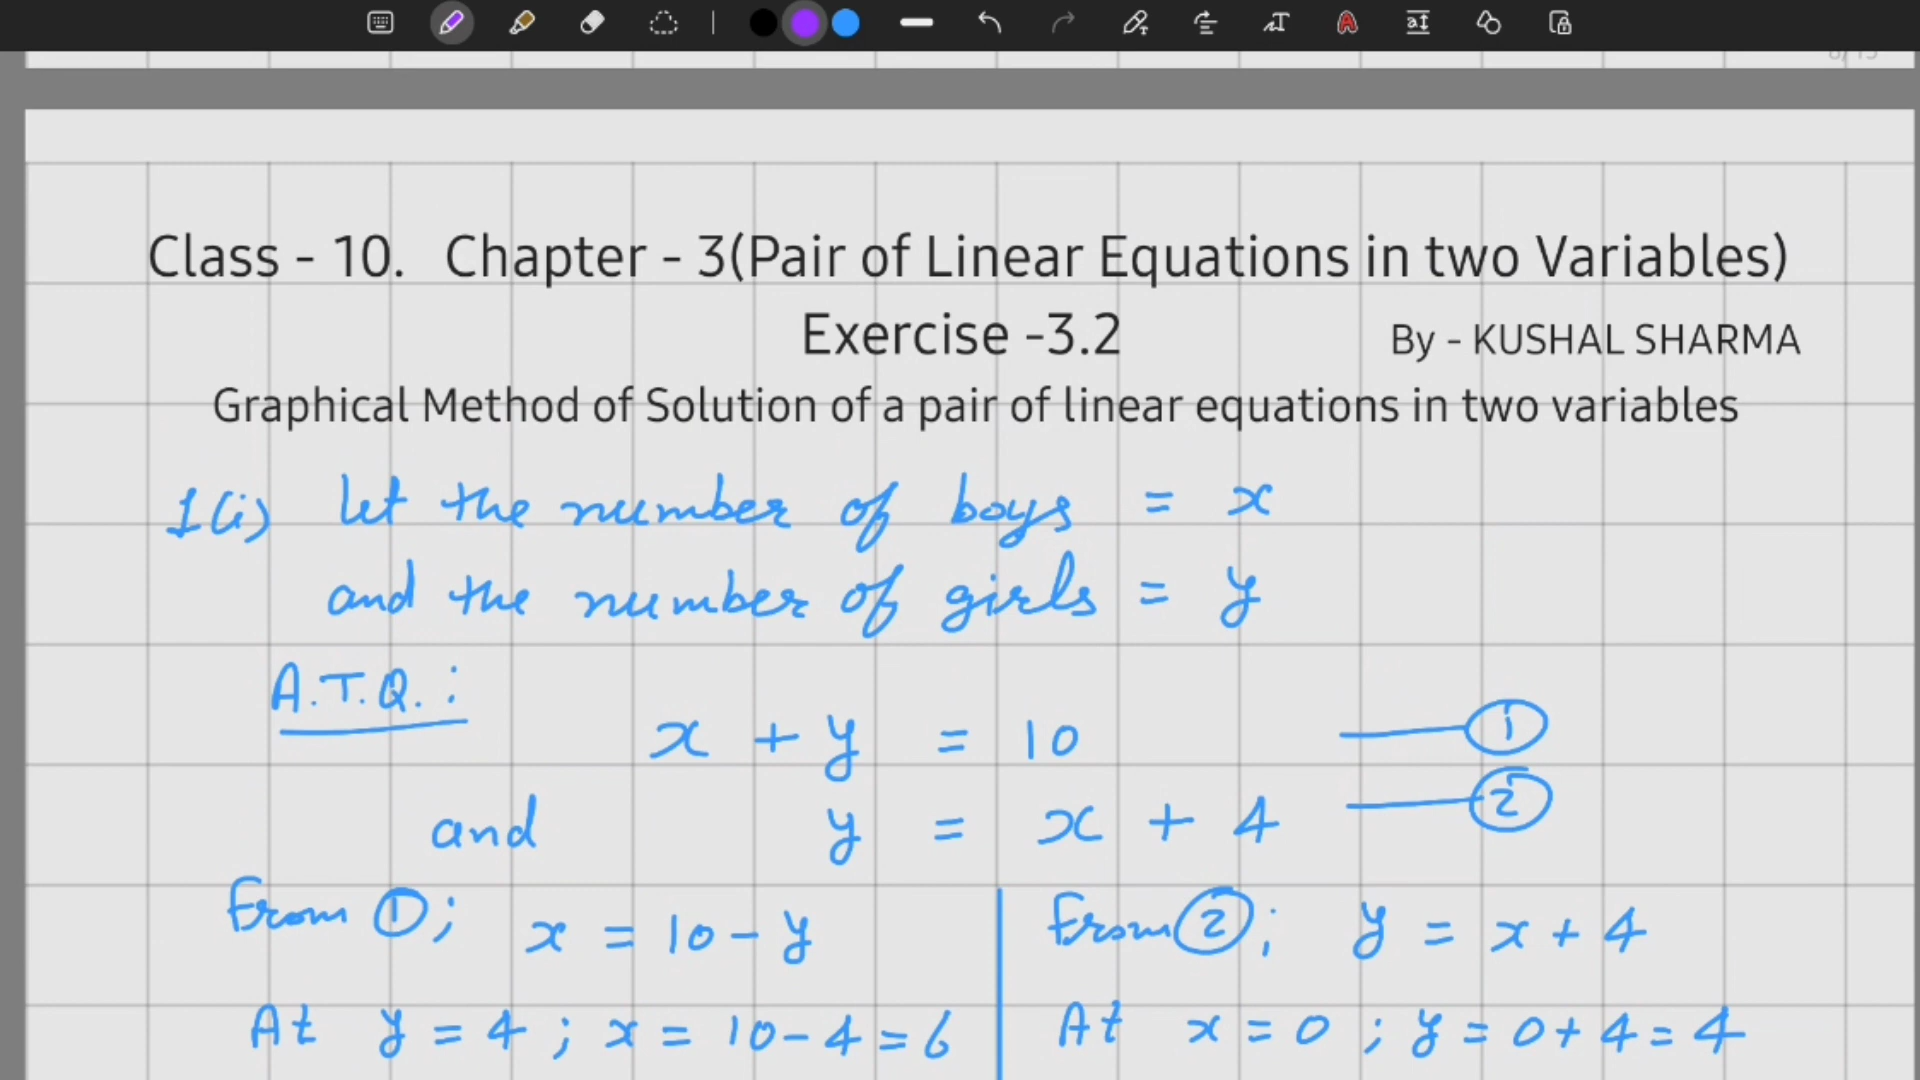 Class - 10. Chapter - 3(Pair of Linear Equations in two Variables)
Exercise -3.2 By - KUSHAL SHARMA
Graphical Method of Solution of a pair of linear equations in two variables
1(i) let the number of boys = x
and the number of girls = y
A.T.Q. :
x + y = 10 —— ①
and y = x + 4 —— ②
From ①; x = 10 - y
At y = 4 ; x = 10 - 4 = 6
From ②; y = x + 4
At x = 0 ; y = 0 + 4 = 4